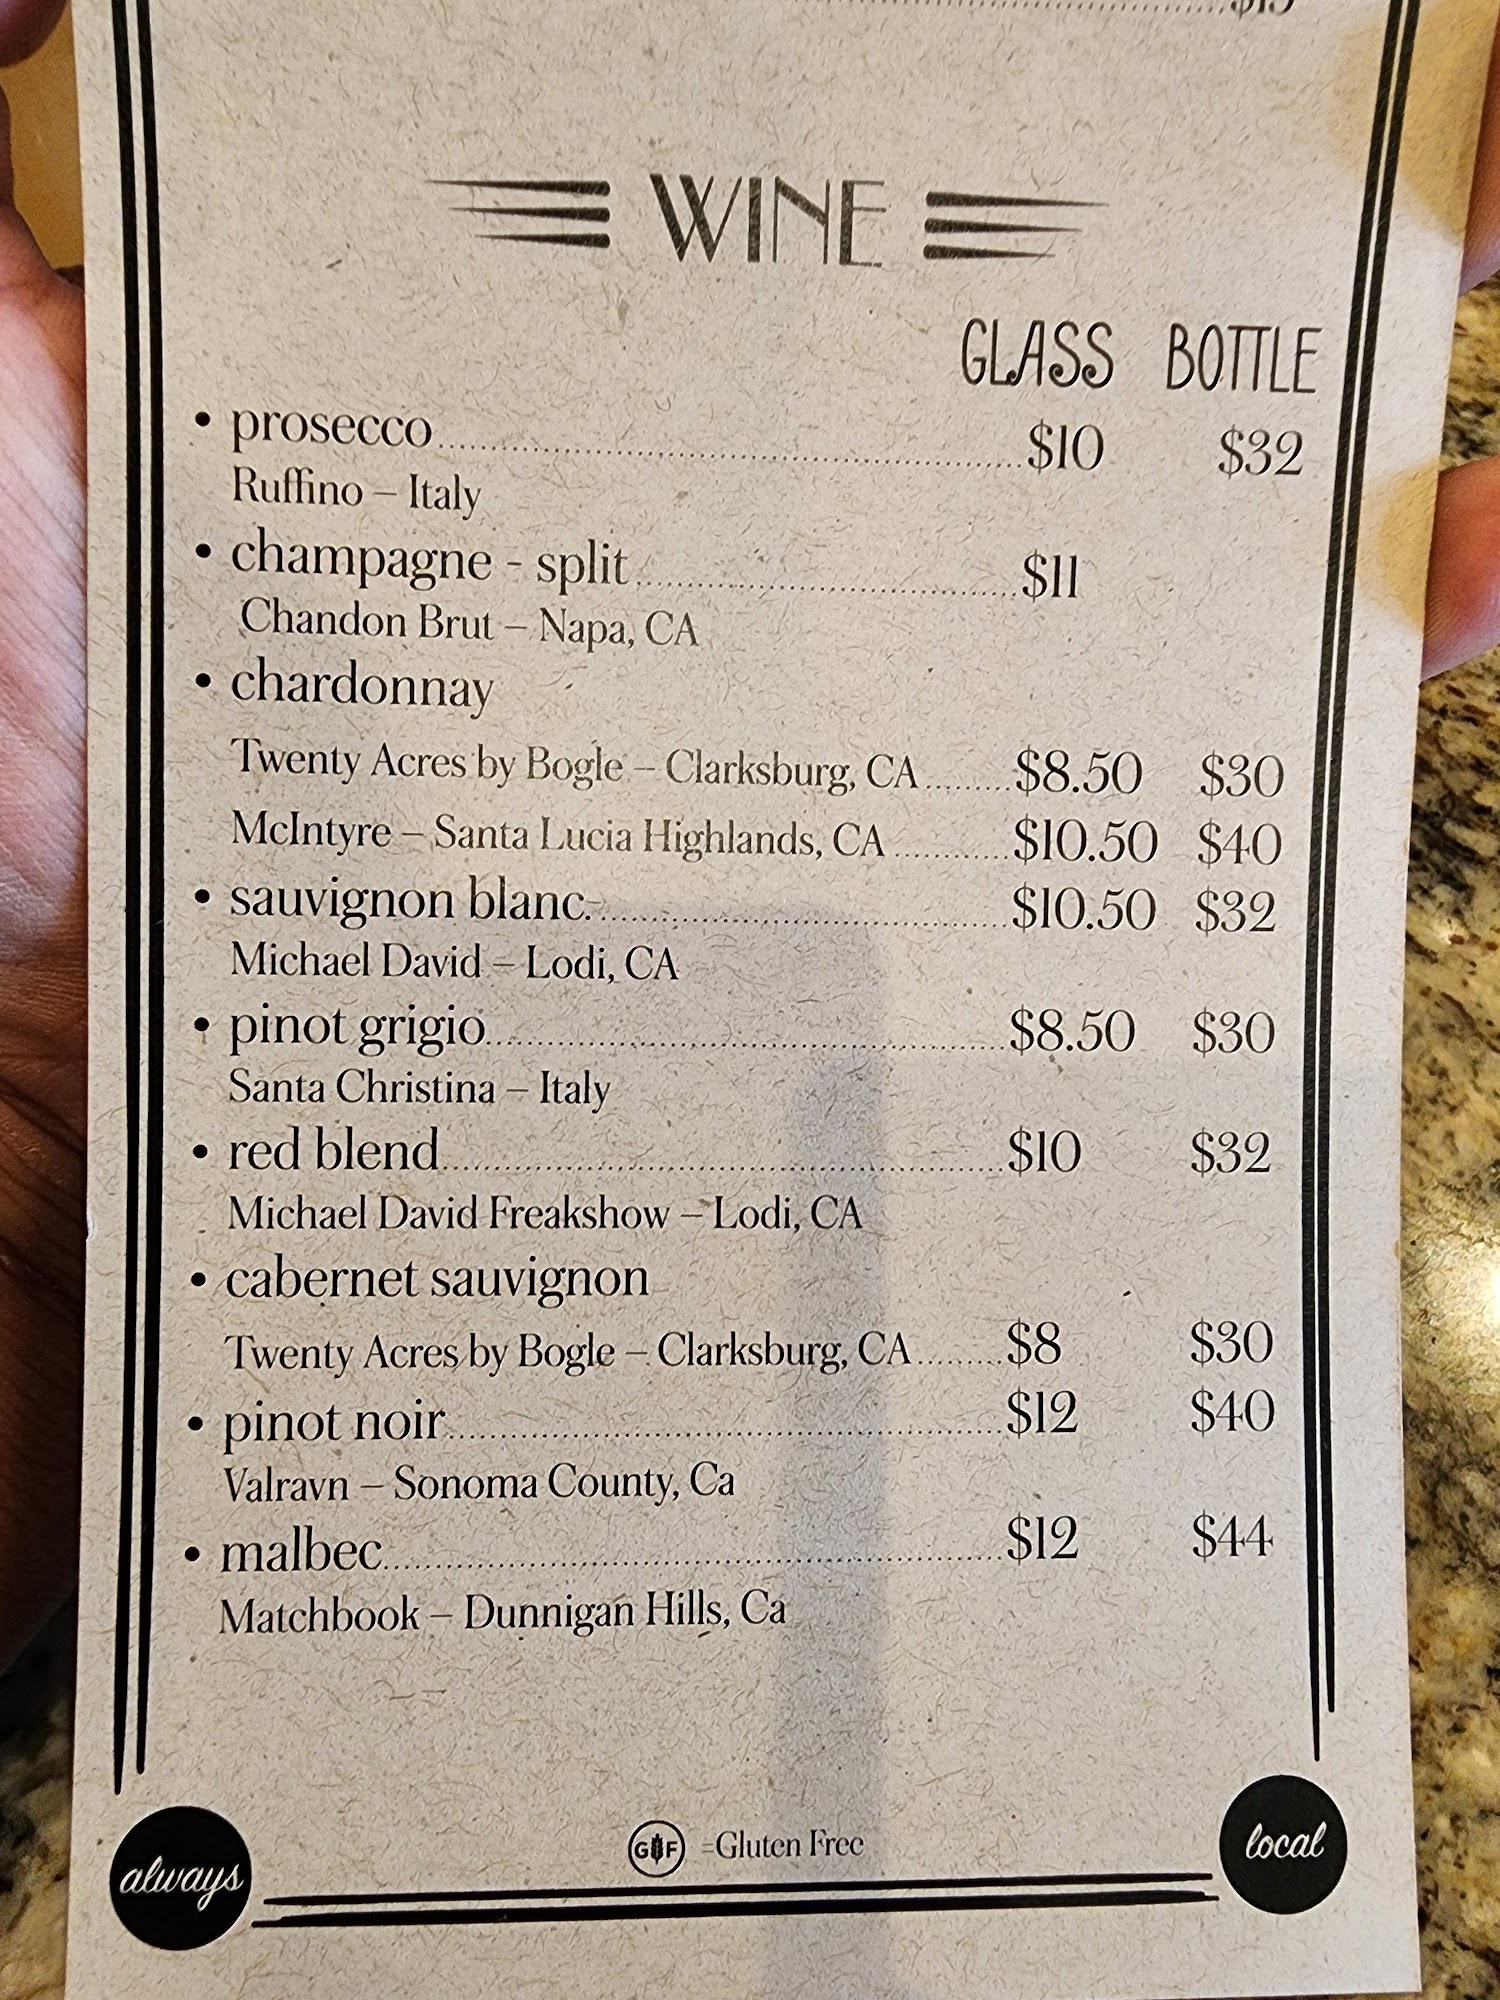 WINE
GLASS BOTTLE
• prosecco $10 $32
Ruffino – Italy
• champagne - split $11
Chandon Brut – Napa, CA
• chardonnay
Twenty Acres by Bogle – Clarksburg, CA $8.50 $30
McIntyre – Santa Lucia Highlands, CA $10.50 $40
• sauvignon blanc $10.50 $32
Michael David – Lodi, CA
• pinot grigio $8.50 $30
Santa Christina – Italy
• red blend $10 $32
Michael David Freakshow – Lodi, CA
• cabernet sauvignon
Twenty Acres by Bogle – Clarksburg, CA $8 $30
• pinot noir $12 $40
Valravn – Sonoma County, Ca
• malbec $12 $44
Matchbook – Dunnigan Hills, Ca
GF =Gluten Free
always
local